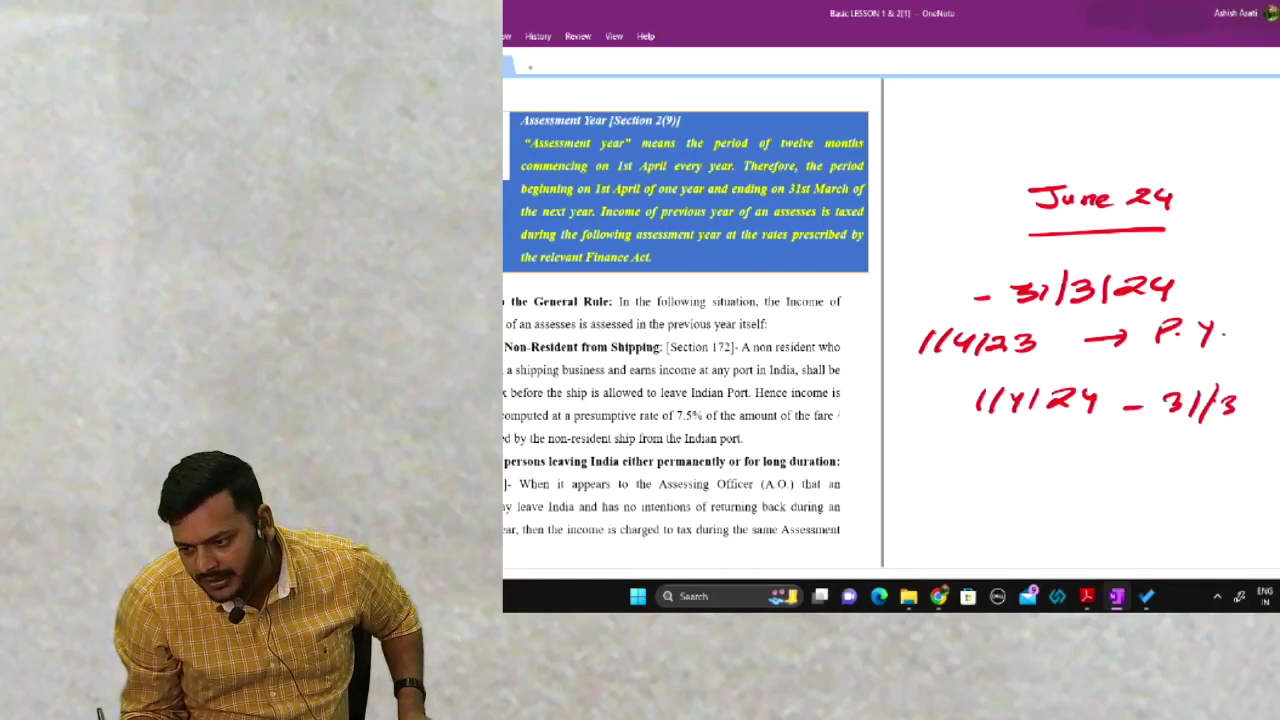 Basic LESSON 1 & 2[1] - OneNote
Ashish Asati
History Review View Help
Assessment Year [Section 2(9)]
“Assessment year” means the period of twelve months
commencing on 1st April every year. Therefore, the period
beginning on 1st April of one year and ending on 31st March of
the next year. Income of previous year of an assesses is taxed
during the following assessment year at the rates prescribed by
the relevant Finance Act.
the General Rule: In the following situation, the Income of
of an assesses is assessed in the previous year itself:
Non-Resident from Shipping: [Section 172]- A non resident who
a shipping business and earns income at any port in India, shall be
before the ship is allowed to leave Indian Port. Hence income is
computed at a presumptive rate of 7.5% of the amount of the fare /
by the non-resident ship from the Indian port.
persons leaving India either permanently or for long duration:
]- When it appears to the Assessing Officer (A.O.) that an
leave India and has no intentions of returning back during an
then the income is charged to tax during the same Assessment
June 24
- 31/3/24
1/4/23 → P.Y.
1/4/24 - 31/3
Search
DELL
ENG
IN